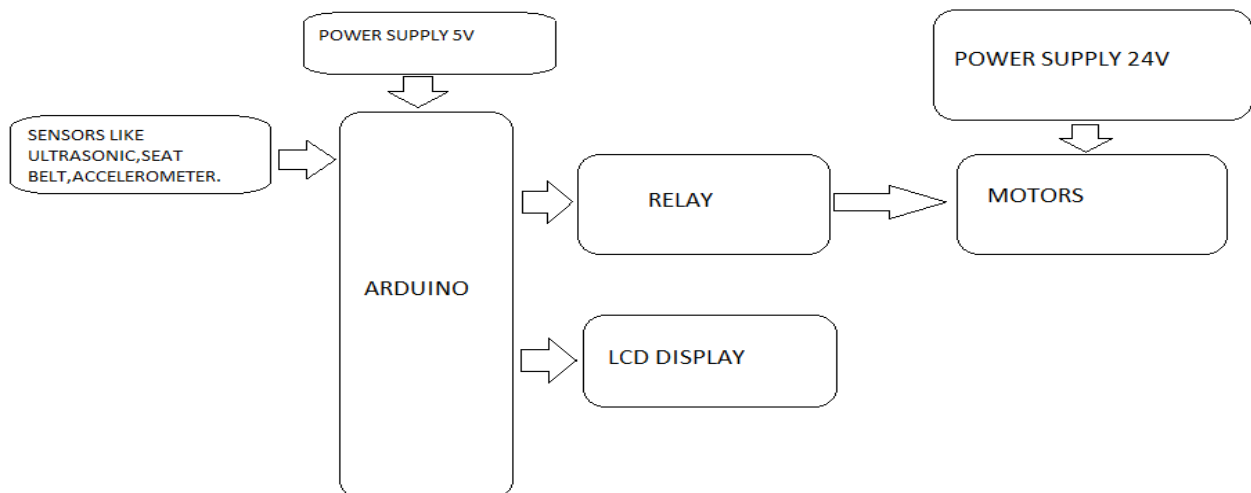 POWER SUPPLY 5V
POWER SUPPLY 24V
SENSORS LIKE
ULTRASONIC,SEAT
BELT,ACCELEROMETER.
RELAY
MOTORS
ARDUINO
LCD DISPLAY